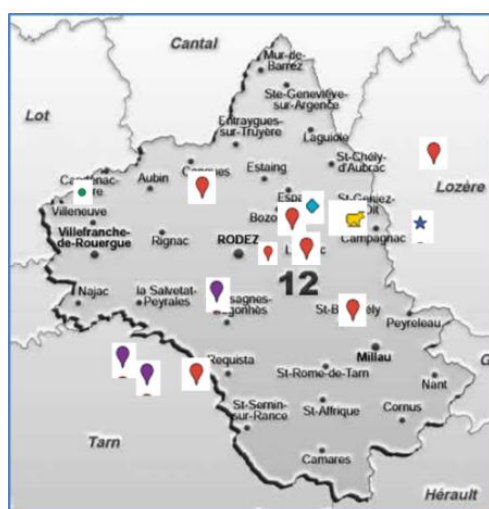 Cantal
Mur-de-
Barrez
Ste-Geneviève-
sur-Argence
Lot
Entraygues-
sur-Truyère
Laguiole
St-Chély-
d'Aubrac
Lozère
Aubin
Estaing
Villeneuve
Villefranche-
de-Rouergue
Rignac
RODEZ
Bozo
Campagnac
12
Najac
la Salvetat-
Peyrales
Peyreleau
Millau
Requista
St-Rome-de-Tarn
Nant
St-Sernin-
sur-Rance
St-Affrique
Cornus
Tarn
Camares
Hérault